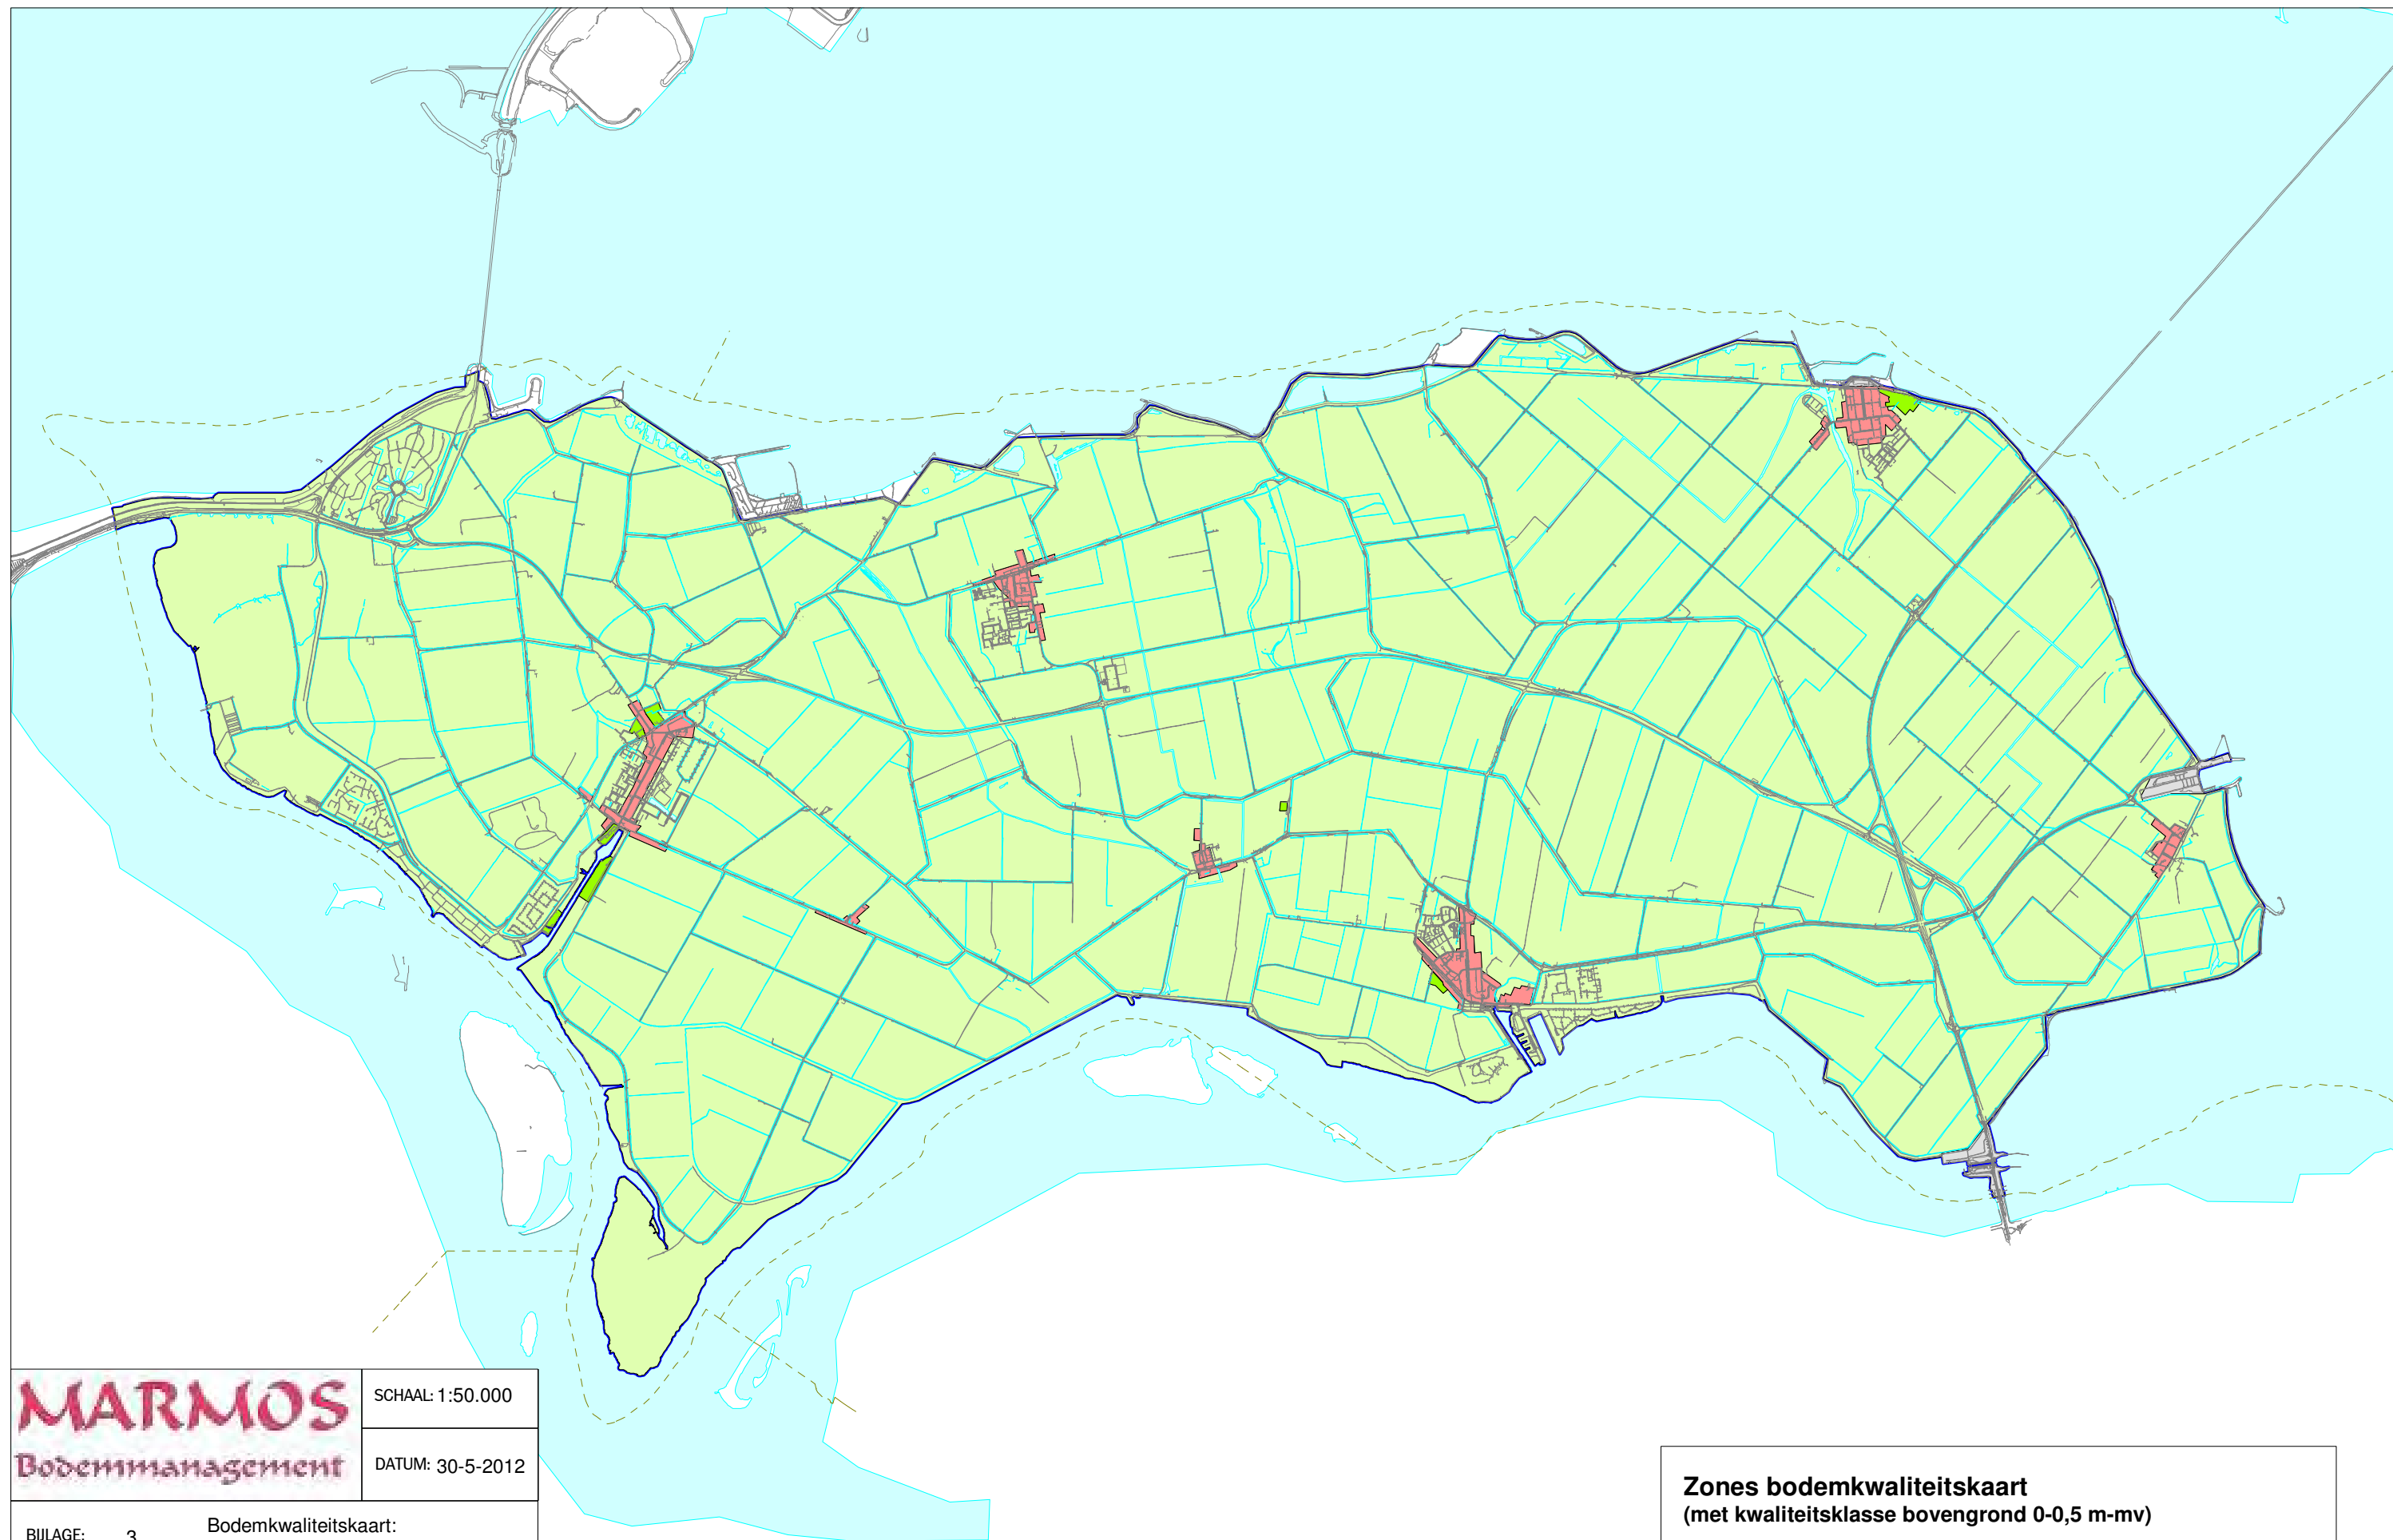 MARMOS
Bodemmanagement
SCHAAL: 1:50.000
DATUM: 30-5-2012
BIJLAGE: 3
Bodemkwaliteitskaart:
Zones bodemkwaliteitskaart
(met kwaliteitsklasse bovengrond 0-0,5 m-mv)